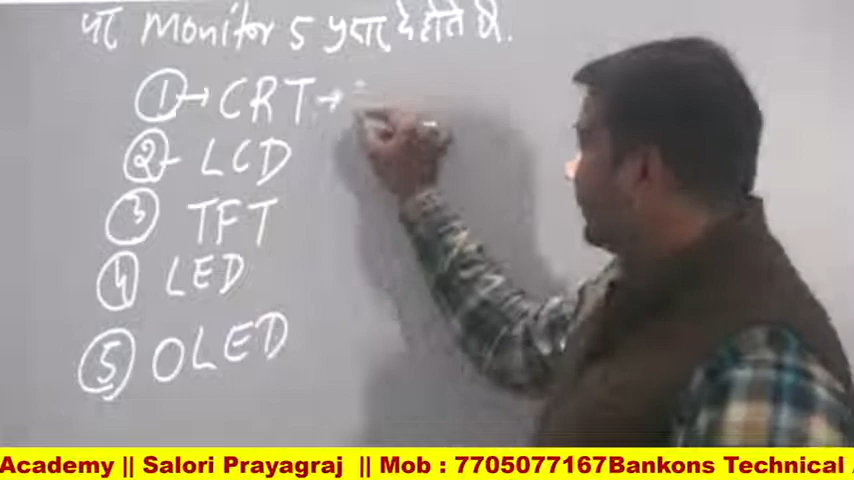 पर Monitor 5 प्रकार के होते है.
① → CRT →
② - LCD
③ TFT
④ LED
⑤ OLED
Academy || Salori Prayagraj || Mob : 7705077167Bankons Technical